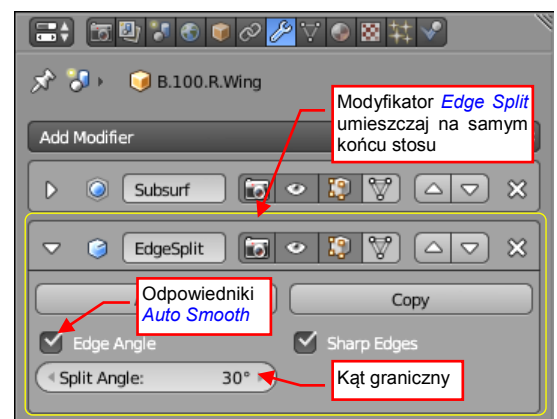 B.100.R.Wing
Modyfikator Edge Split
umieszczaj na samym
końcu stosu
Add Modifier
Subsurf
EdgeSplit
Odpowiedniki
Auto Smooth
Copy
Edge Angle
Sharp Edges
Split Angle: 30°
Kąt graniczny